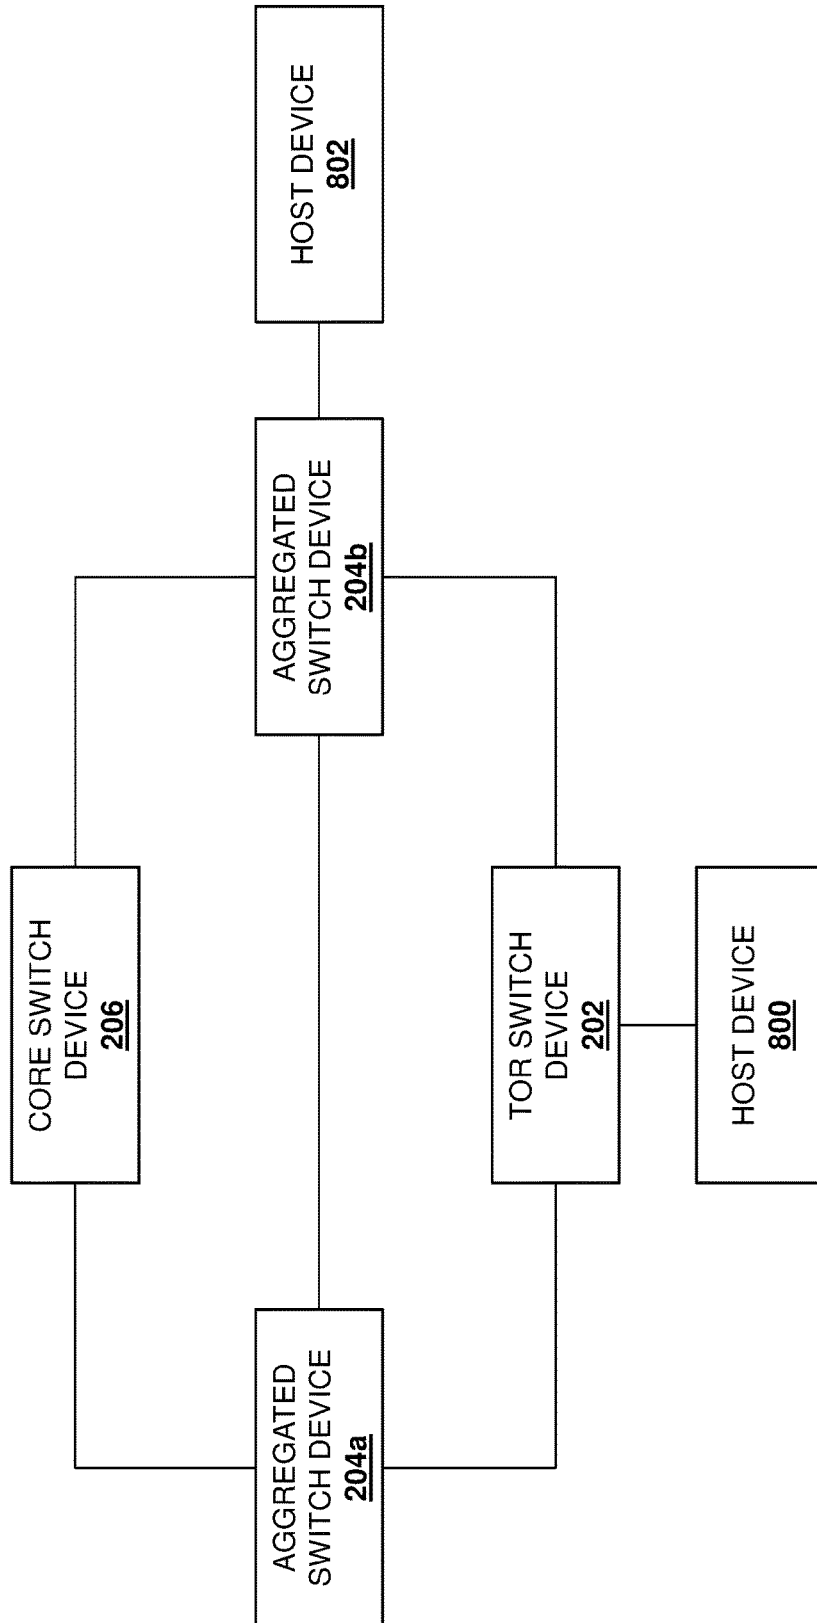 CORE SWITCH
DEVICE
206
AGGREGATED
SWITCH DEVICE
204a
AGGREGATED
SWITCH DEVICE
204b
HOST DEVICE
802
TOR SWITCH
DEVICE
202
HOST DEVICE
800